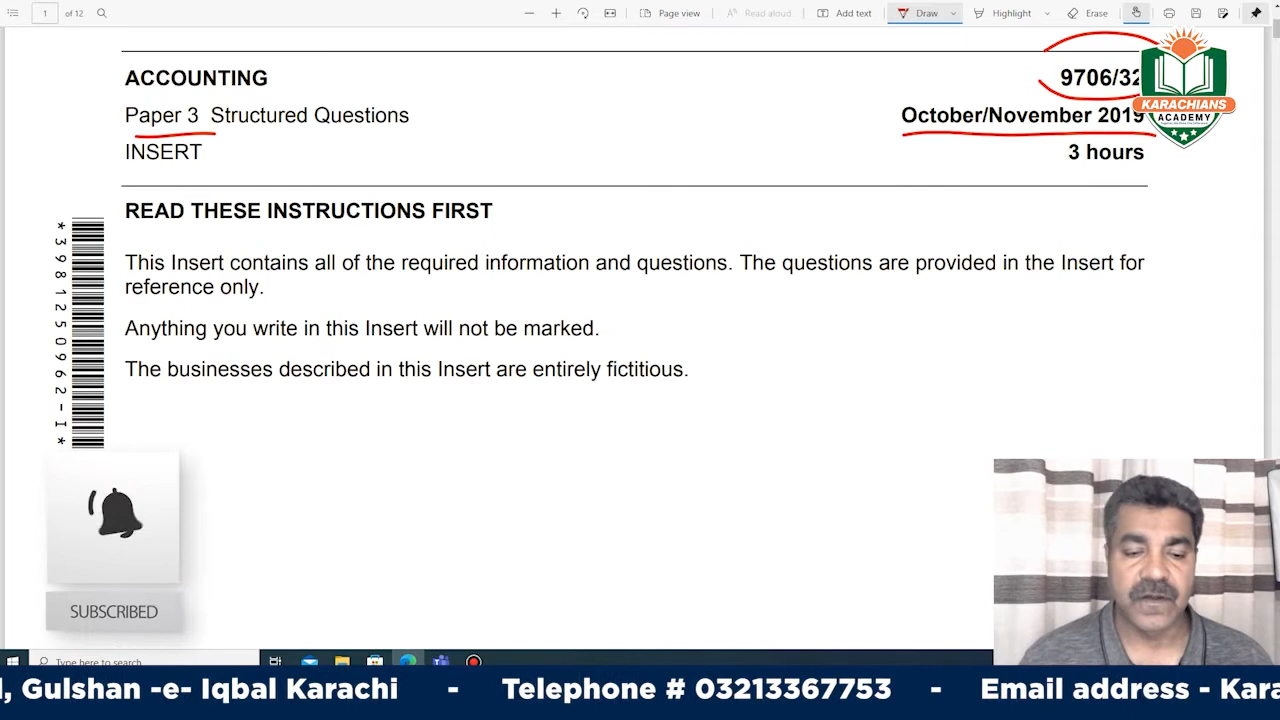 1 of 12
Page view
Read aloud
Add text
Draw
Highlight
Erase
ACCOUNTING
9706/32
Paper 3 Structured Questions
October/November 2019
INSERT
3 hours
KARACHIANS
ACADEMY
READ THESE INSTRUCTIONS FIRST
This Insert contains all of the required information and questions. The questions are provided in the Insert for
reference only.
Anything you write in this Insert will not be marked.
The businesses described in this Insert are entirely fictitious.
*3981250962-I*
SUBSCRIBED
Type here to search
l, Gulshan -e- Iqbal Karachi - Telephone # 03213367753 - Email address - Kara